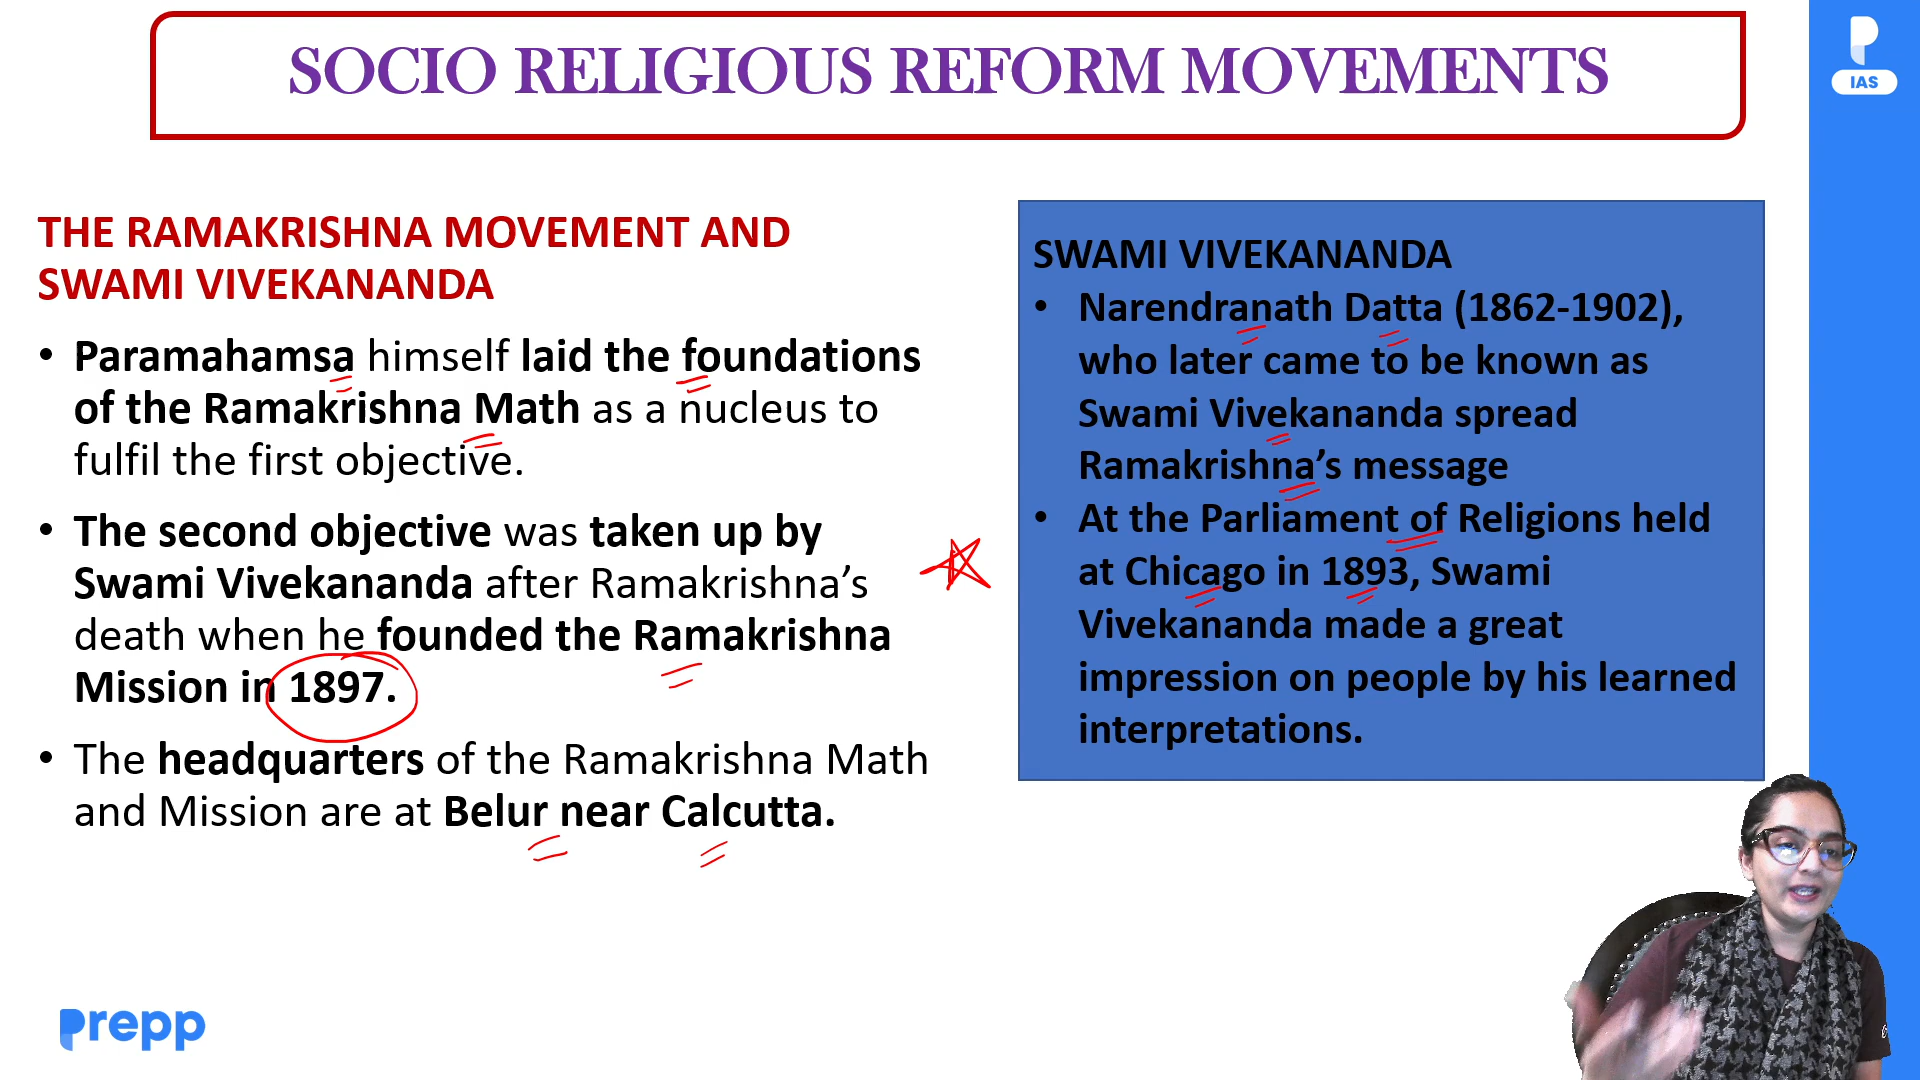 SOCIO RELIGIOUS REFORM MOVEMENTS
IAS
THE RAMAKRISHNA MOVEMENT AND
SWAMI VIVEKANANDA
• Paramahamsa himself laid the foundations
of the Ramakrishna Math as a nucleus to
fulfil the first objective.
• The second objective was taken up by
Swami Vivekananda after Ramakrishna’s
death when he founded the Ramakrishna
Mission in 1897.
• The headquarters of the Ramakrishna Math
and Mission are at Belur near Calcutta.
SWAMI VIVEKANANDA
• Narendranath Datta (1862-1902),
who later came to be known as
Swami Vivekananda spread
Ramakrishna’s message
• At the Parliament of Religions held
at Chicago in 1893, Swami
Vivekananda made a great
impression on people by his learned
interpretations.
prepp